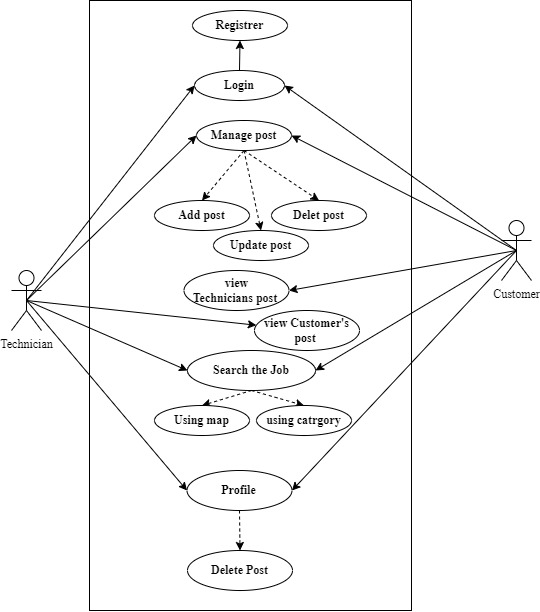 Registrer
Login
Manage post
Add post
Delet post
Update post
view
Technicians post
view Customer's
post
Search the Job
Using map
using catrgory
Profile
Delete Post
Technician
Customer